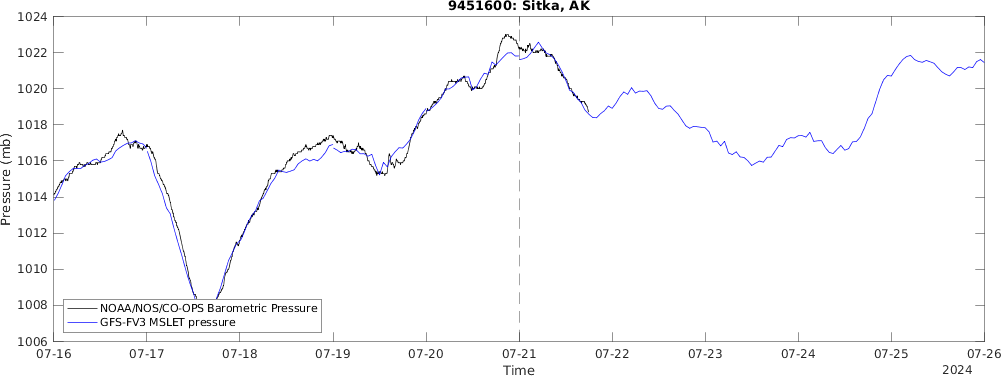 9451600: Sitka, AK
1024
1022
1020
1018
1016
1014
1012
1010
1008
1006
Pressure (mb)
NOAA/NOS/CO-OPS Barometric Pressure
GFS-FV3 MSLET pressure
07-16 07-17 07-18 07-19 07-20 07-21 07-22 07-23 07-24 07-25 07-26
Time
2024